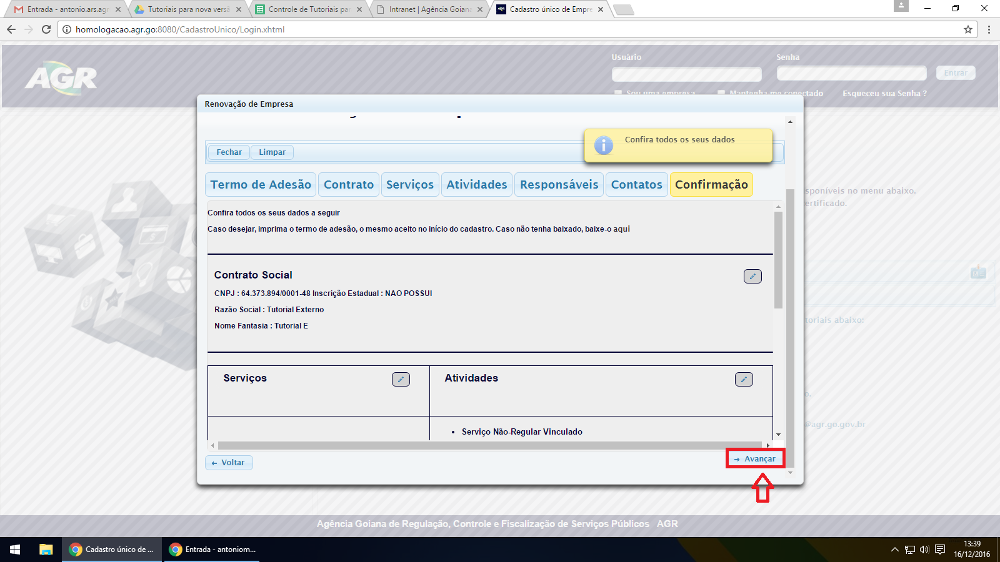 Entrada - antonio.ars.agr
Tutoriais para nova versã
Controle de Tutoriais pa
Intranet | Agência Goian
Cadastro único de Empre
homologacao.agr.go:8080/CadastroUnico/Login.xhtml
AGR
Usuário
Senha
Entrar
Sou uma empresa
Mantenha-me conectado
Esqueceu sua Senha ?
Renovação de Empresa
Confira todos os seus dados
Fechar
Limpar
Termo de Adesão
Contrato
Serviços
Atividades
Responsáveis
Contatos
Confirmação
sponíveis no menu abaixo.
ertificado.
Confira todos os seus dados a seguir
Caso desejar, imprima o termo de adesão, o mesmo aceito no início do cadastro. Caso não tenha baixado, baixe-o aqui
Contrato Social
CNPJ : 64.373.894/0001-48 Inscrição Estadual : NAO POSSUI
Razão Social : Tutorial Externo
Nome Fantasia : Tutorial E
toriais abaixo:
Serviços
Atividades
o.
Serviço Não-Regular Vinculado
@agr.go.gov.br
Voltar
Avançar
Agência Goiana de Regulação, Controle e Fiscalização de Serviços Públicos AGR
Cadastro único de ...
Entrada - antoniom...
13:39
16/12/2016